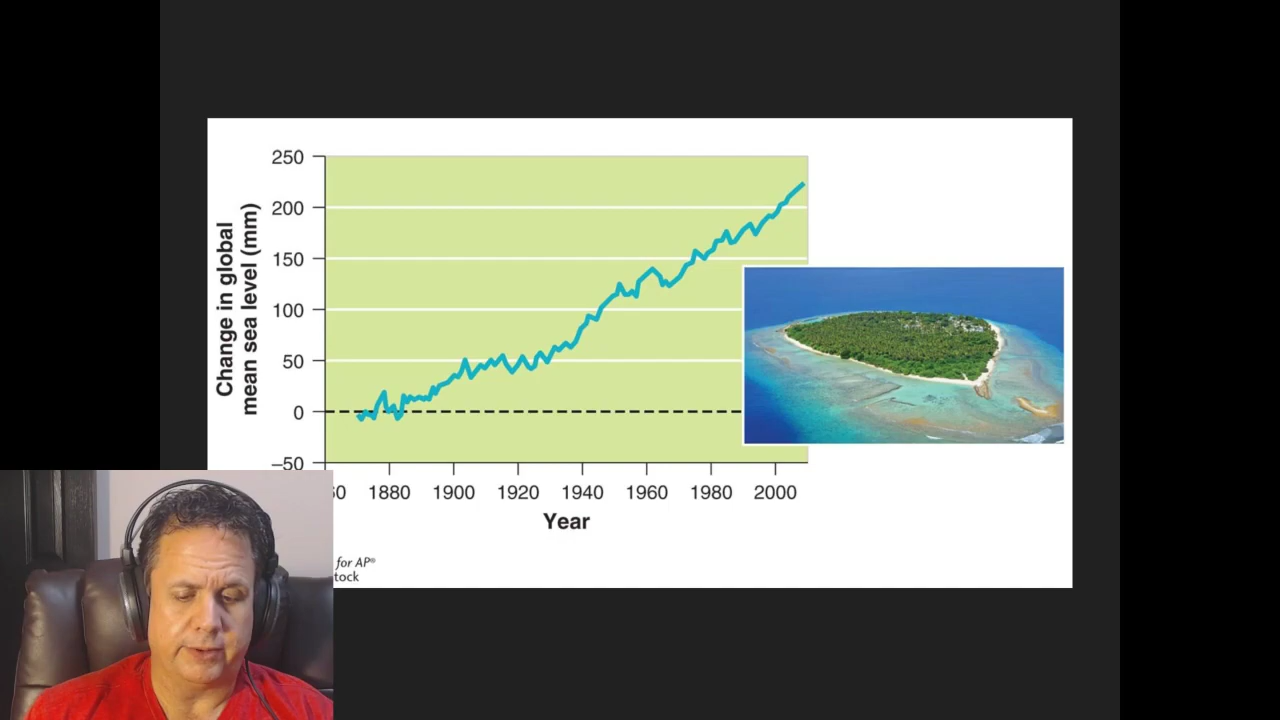 250
200
150
100
50
0
–50
Change in global
mean sea level (mm)
1880 1900 1920 1940 1960 1980 2000
Year
for AP®